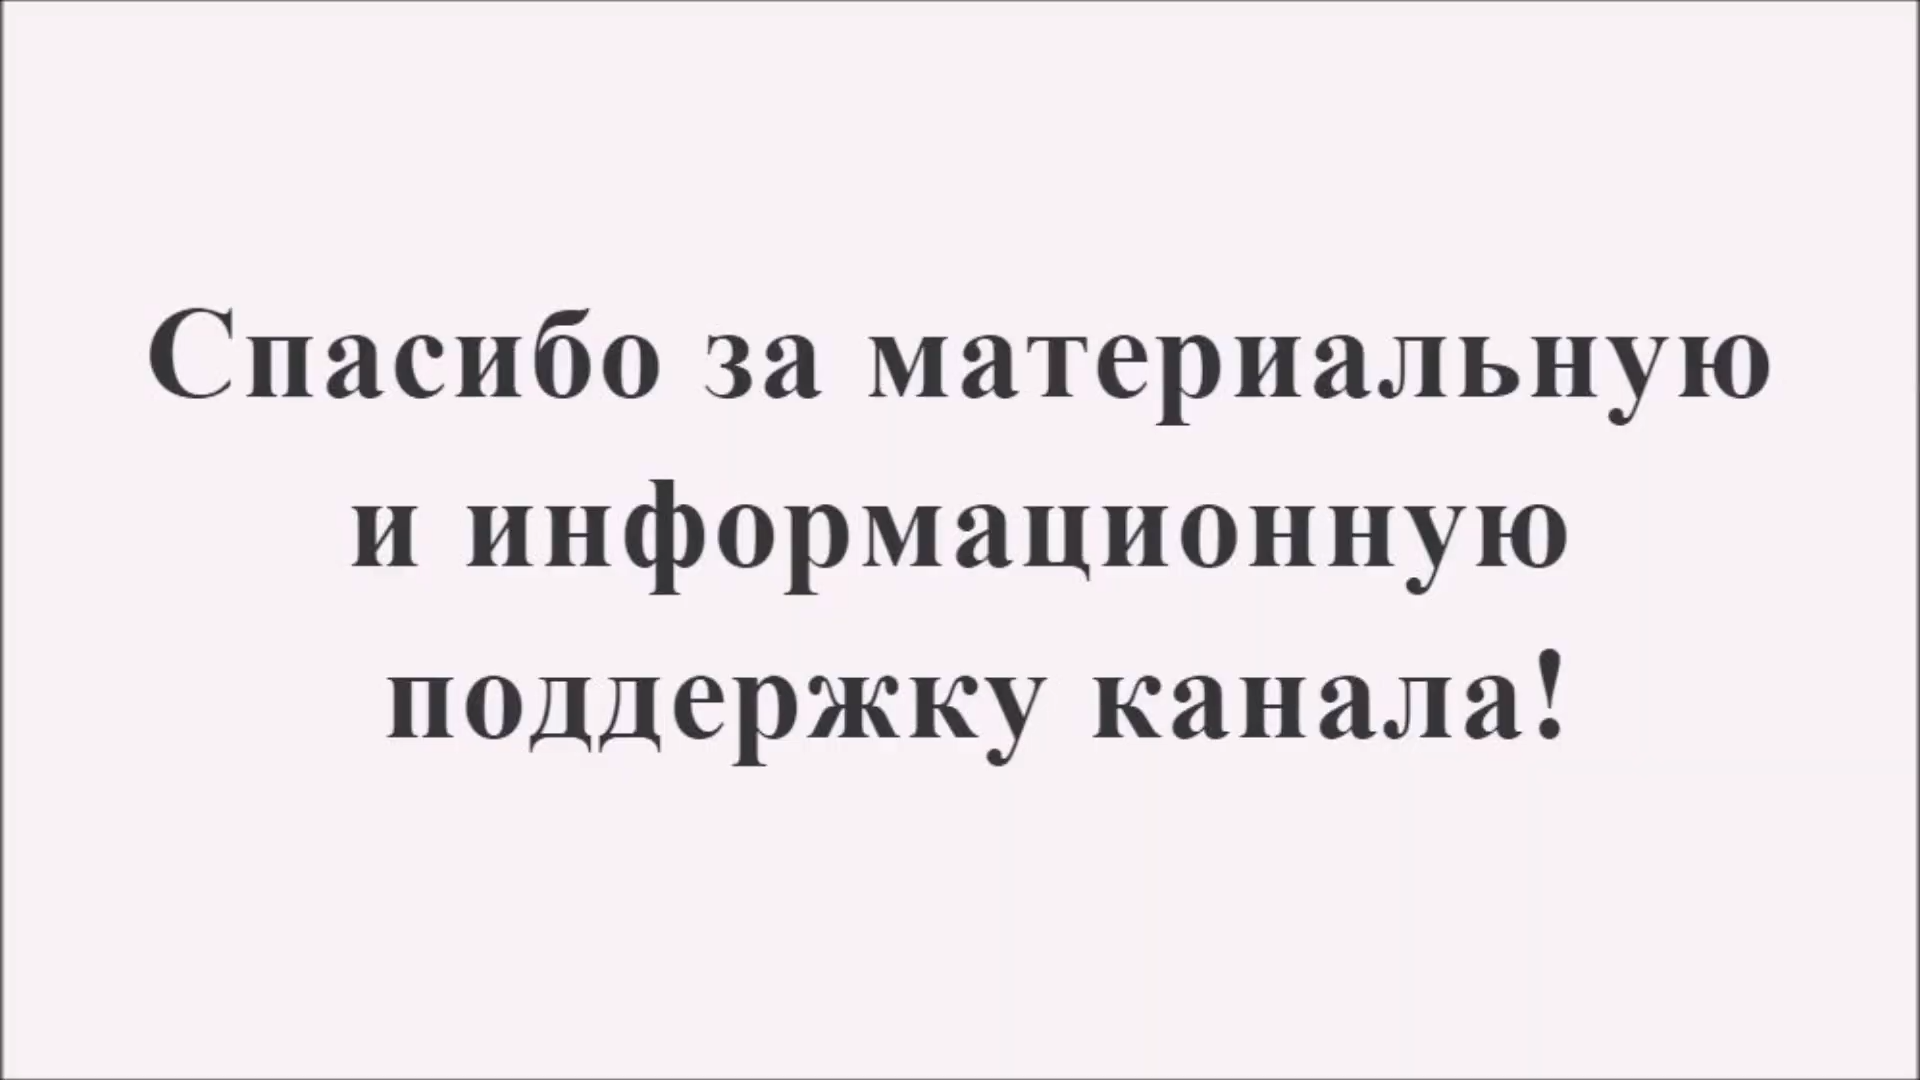 Спасибо за материальную
и информационную
поддержку канала!